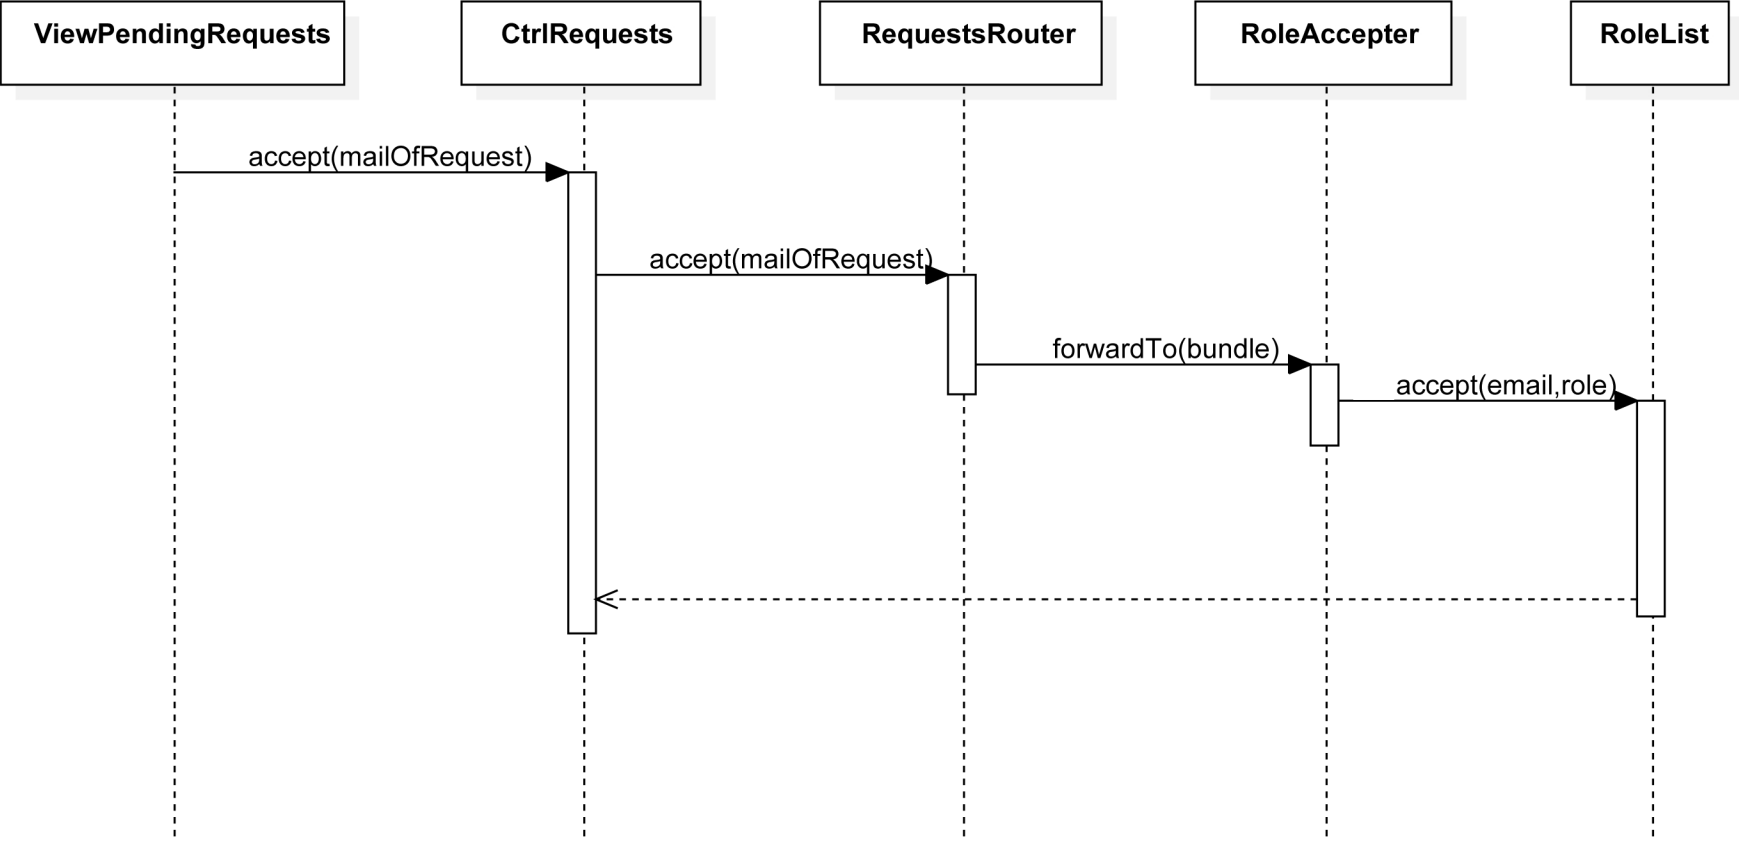 ViewPendingRequests
CtrlRequests
RequestsRouter
RoleAccepter
RoleList
accept(mailOfRequest)
accept(mailOfRequest)
forwardTo(bundle)
accept(email,role)